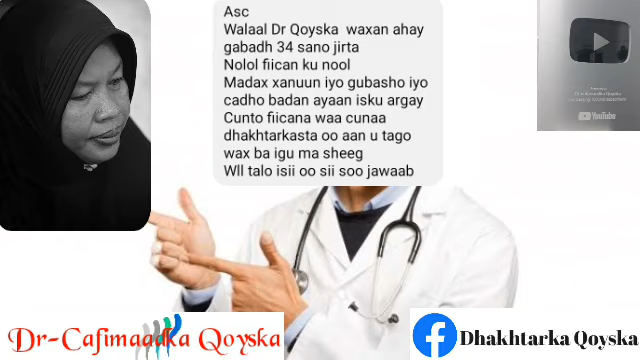 Asc
Walaal Dr Qoyska waxan ahay
gabadh 34 sano jirta
Nolol fiican ku nool
Madax xanuun iyo gubasho iyo
cadho badan ayaan isku argay
Cunto fiicana waa cunaa
dhakhtarkasta oo aan u tago
wax ba igu ma sheeg
Wll talo isii oo sii soo jawaab
YouTube
Dr-Cafimaadka Qoyska
Dhakhtarka Qoyska